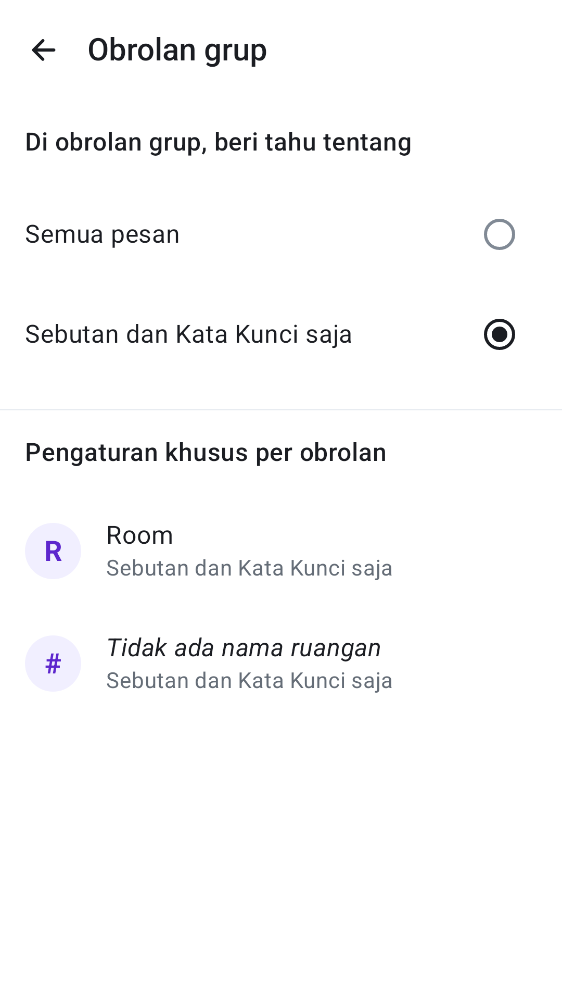 Obrolan grup
Di obrolan grup, beri tahu tentang
Semua pesan
Sebutan dan Kata Kunci saja
Pengaturan khusus per obrolan
R
Room
Sebutan dan Kata Kunci saja
#
Tidak ada nama ruangan
Sebutan dan Kata Kunci saja